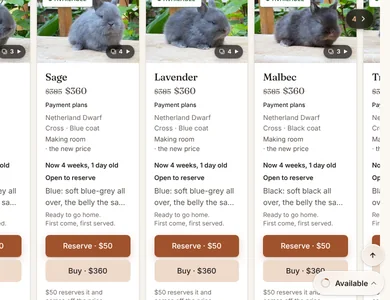 3
4
4
3
4
Sage
$385 $360
Payment plans
Netherland Dwarf
Cross · Blue coat
Making room
· the new price
Now 4 weeks, 1 day old
Open to reserve
Blue: soft blue-grey all
over, the belly the sa...
Ready to go home.
First come, first served.
Reserve · $50
Buy · $360
$50 reserves it and
Lavender
$385 $360
Payment plans
Netherland Dwarf
Cross · Blue coat
Making room
· the new price
Now 4 weeks, 1 day old
Open to reserve
Blue: soft blue-grey all
over, the belly the sa...
Ready to go home.
First come, first served.
Reserve · $50
Buy · $360
$50 reserves it and
Malbec
$385 $360
Payment plans
Netherland Dwarf
Cross · Black coat
Making room
· the new price
Now 4 weeks, 1 day old
Open to reserve
Black: soft black all
over, the belly the sa...
Ready to go home.
First come, first served.
Reserve · $50
Buy · $360
$50 reserves it and
Available